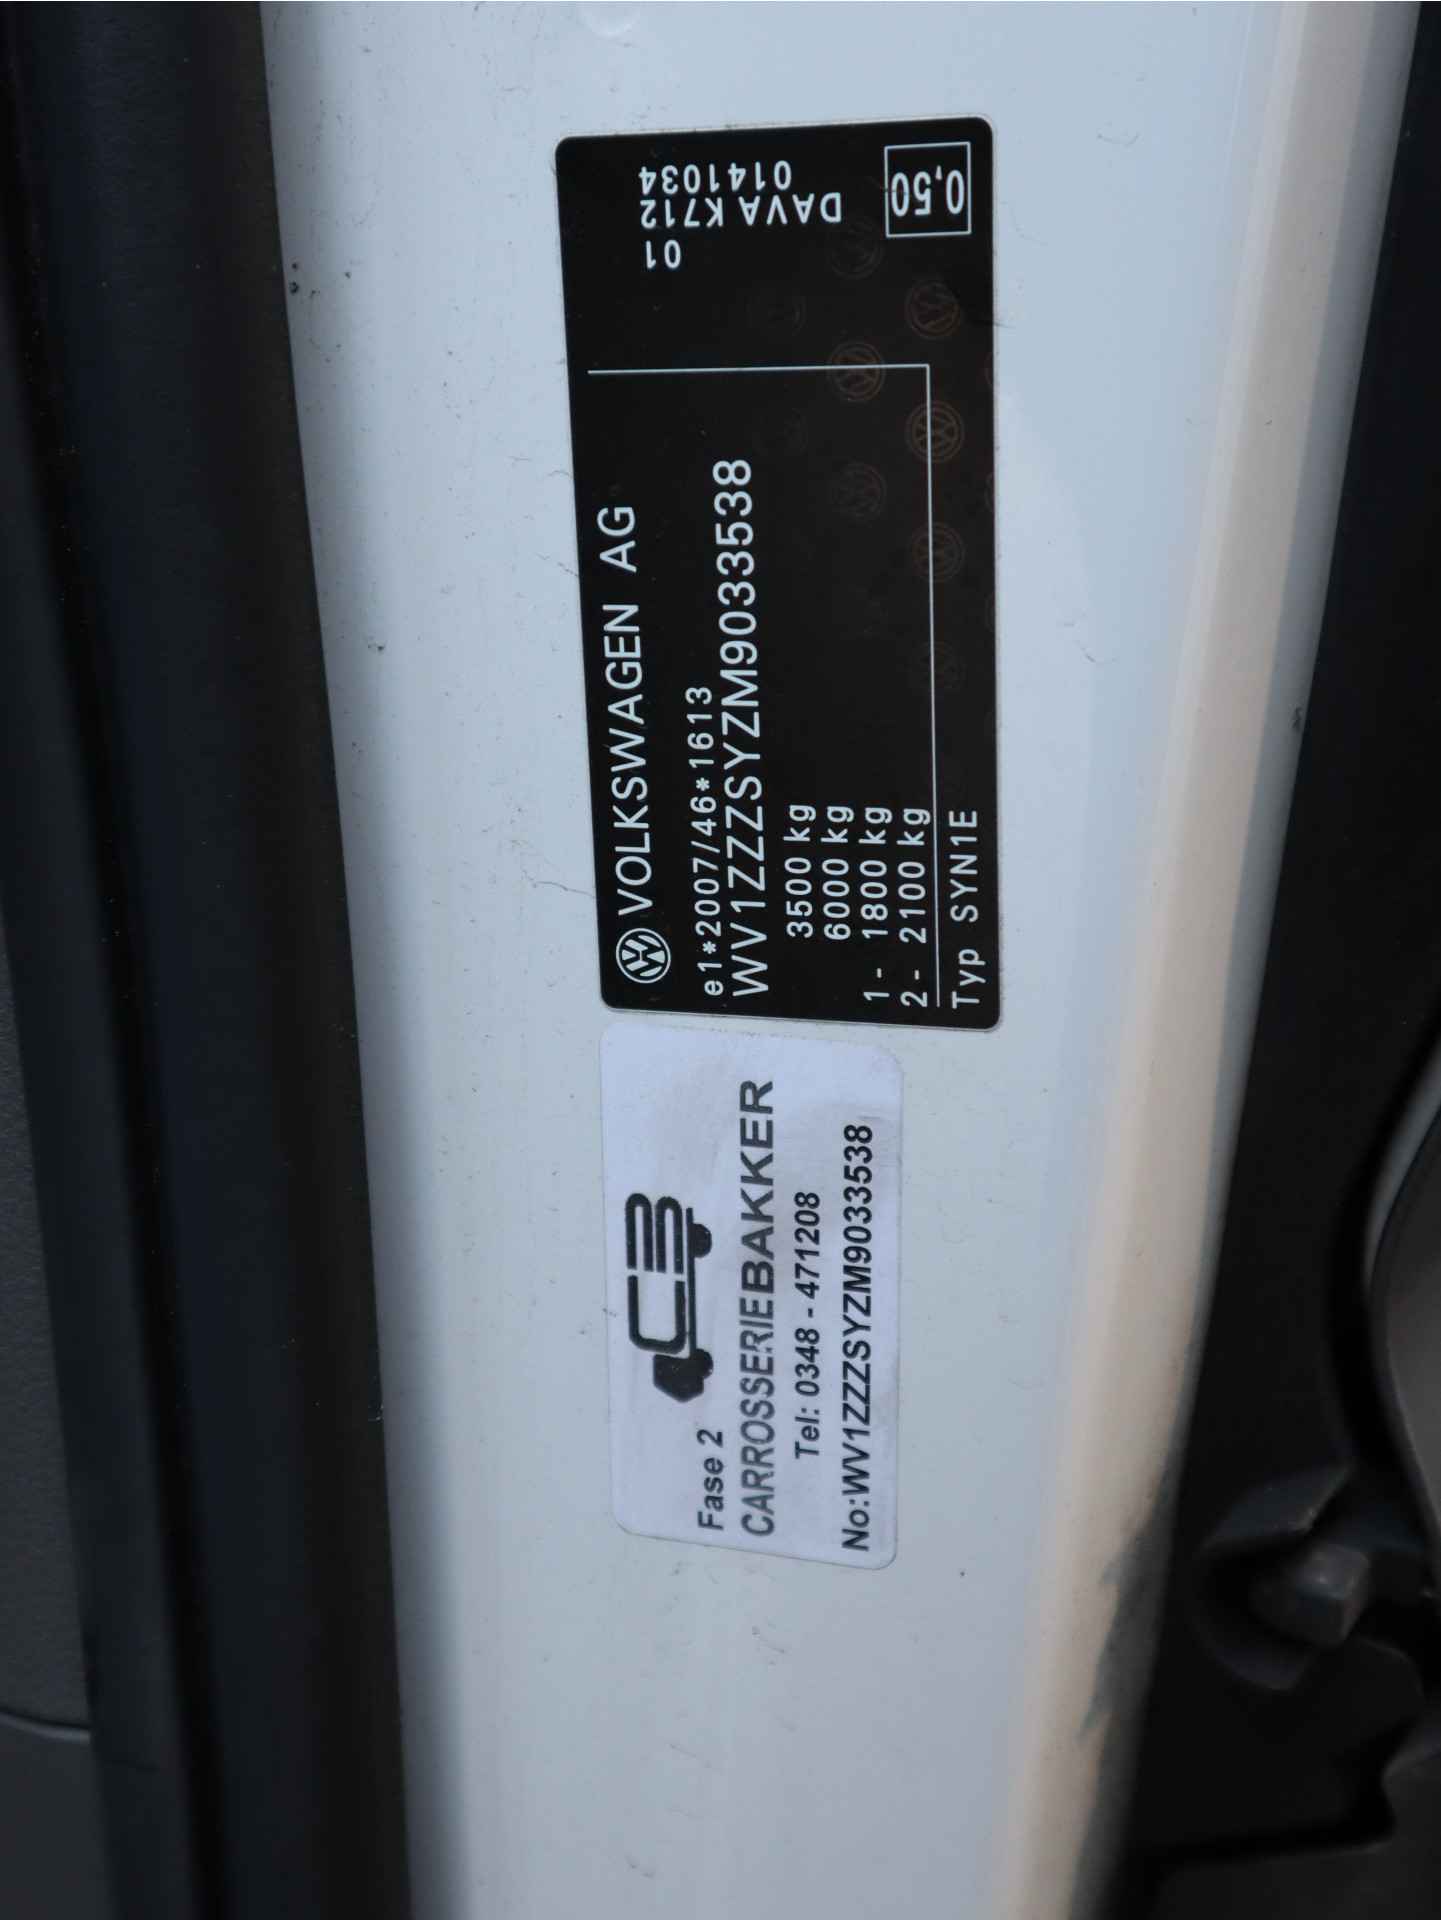 VOLKSWAGEN AG
e1*2007/46*1613
WV1ZZZSYZM9033538
3500 kg
6000 kg
1- 1800 kg
2- 2100 kg
Typ SYN1E
01
DAVA K712
0141034
0,50
Fase 2
CB
CARROSSERIEBAKKER
Tel: 0348 - 471208
No:WV1ZZZSYZM9033538